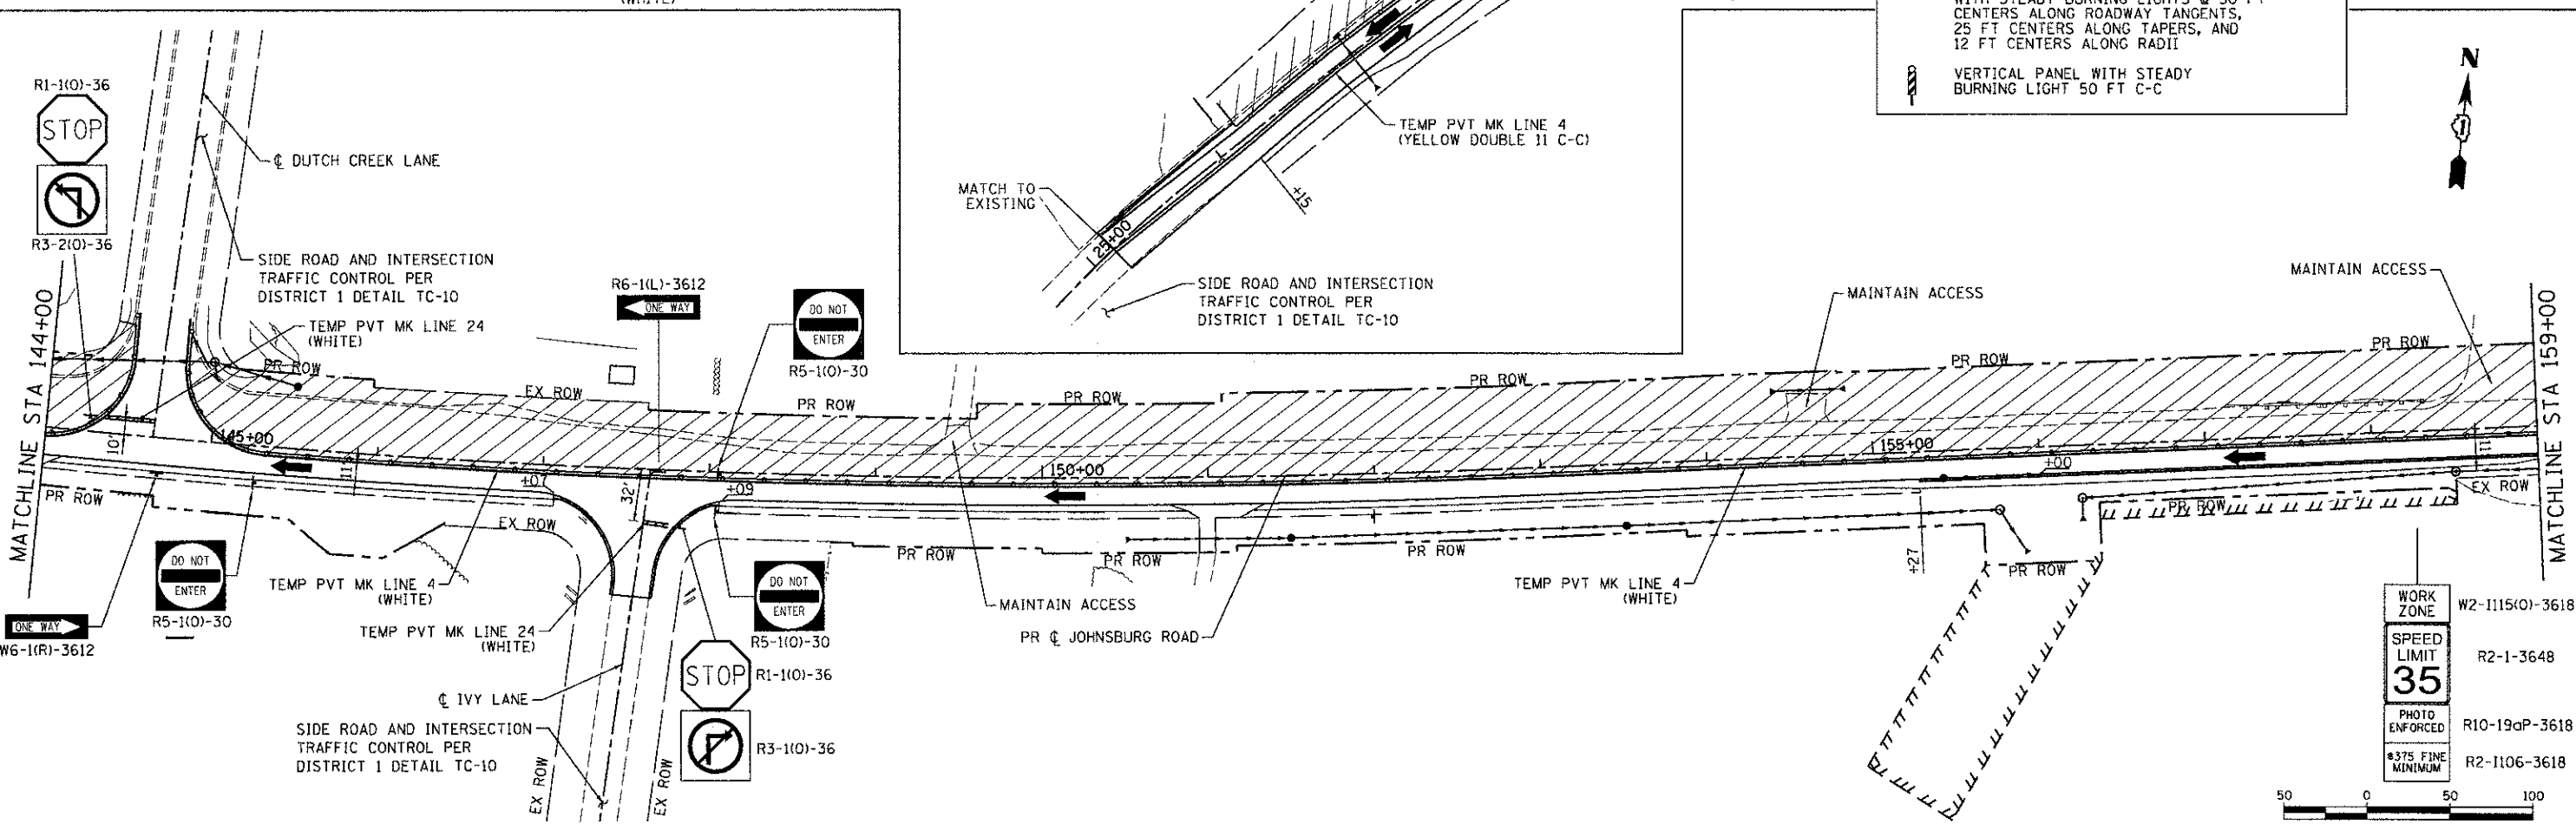 (WHITE)
WITH STEADY BURNING LIGHTS @ 50 FT
CENTERS ALONG ROADWAY TANGENTS,
25 FT CENTERS ALONG TAPERS, AND
12 FT CENTERS ALONG RADII
VERTICAL PANEL WITH STEADY
BURNING LIGHT 50 FT C-C
N
R1-1(O)-36
STOP
R3-2(O)-36
℄ DUTCH CREEK LANE
SIDE ROAD AND INTERSECTION
TRAFFIC CONTROL PER
DISTRICT 1 DETAIL TC-10
TEMP PVT MK LINE 24
(WHITE)
TEMP PVT MK LINE 4
(YELLOW DOUBLE 11 C-C)
MATCH TO
EXISTING
25+00
+15
SIDE ROAD AND INTERSECTION
TRAFFIC CONTROL PER
DISTRICT 1 DETAIL TC-10
R6-1(L)-3612
ONE WAY
DO NOT
ENTER
R5-1(O)-30
MAINTAIN ACCESS
MAINTAIN ACCESS
MATCHLINE STA 144+00
MATCHLINE STA 159+00
PR ROW
EX ROW
PR ROW
PR ROW
PR ROW
PR ROW
PR ROW
145+00
150+00
155+00
10'
11'
+07
32'
+09
+00
11'
PR ROW
EX ROW
PR ROW
PR ROW
PR ROW
PR ROW
EX ROW
+27
PR ROW
DO NOT
ENTER
R5-1(O)-30
TEMP PVT MK LINE 4
(WHITE)
TEMP PVT MK LINE 24
(WHITE)
ONE WAY
W6-1(R)-3612
DO NOT
ENTER
R5-1(O)-30
MAINTAIN ACCESS
PR ℄ JOHNSBURG ROAD
TEMP PVT MK LINE 4
(WHITE)
STOP
R1-1(O)-36
R3-1(O)-36
℄ IVY LANE
SIDE ROAD AND INTERSECTION
TRAFFIC CONTROL PER
DISTRICT 1 DETAIL TC-10
EX ROW
EX ROW
WORK
ZONE
W2-I115(O)-3618
SPEED
LIMIT
35
R2-1-3648
PHOTO
ENFORCED
R10-19aP-3618
$375 FINE
MINIMUM
R2-I106-3618
50 0 50 100